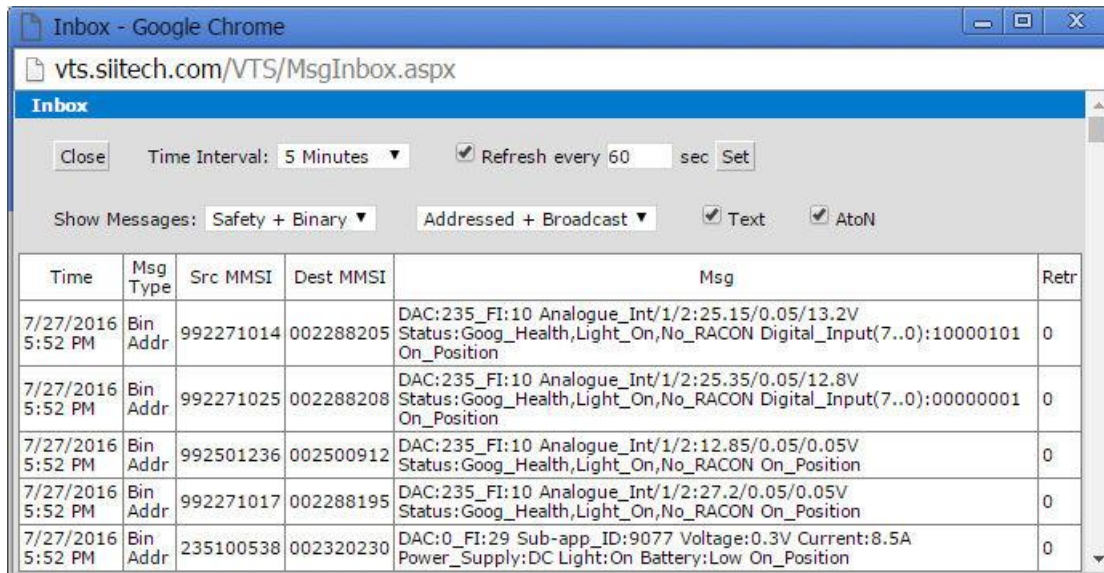 Inbox - Google Chrome
vts.siitech.com/VTS/MsgInbox.aspx
Inbox
Close Time Interval: 5 Minutes Refresh every 60 sec Set
Show Messages: Safety + Binary Addressed + Broadcast Text AtoN
Time Msg Type Src MMSI Dest MMSI Msg Retr
7/27/2016 5:52 PM Bin Addr 992271014 002288205 DAC:235_FI:10 Analogue_Int/1/2:25.15/0.05/13.2V
Status:Goog_Health,Light_On,No_RACON Digital_Input(7..0):10000101
On_Position 0
7/27/2016 5:52 PM Bin Addr 992271025 002288208 DAC:235_FI:10 Analogue_Int/1/2:25.35/0.05/12.8V
Status:Goog_Health,Light_On,No_RACON Digital_Input(7..0):00000001
On_Position 0
7/27/2016 5:52 PM Bin Addr 992501236 002500912 DAC:235_FI:10 Analogue_Int/1/2:12.85/0.05/0.05V
Status:Goog_Health,Light_On,No_RACON On_Position 0
7/27/2016 5:52 PM Bin Addr 992271017 002288195 DAC:235_FI:10 Analogue_Int/1/2:27.2/0.05/0.05V
Status:Goog_Health,Light_On,No_RACON On_Position 0
7/27/2016 5:52 PM Bin Addr 235100538 002320230 DAC:0_FI:29 Sub-app_ID:9077 Voltage:0.3V Current:8.5A
Power_Supply:DC Light:On Battery:Low On_Position 0